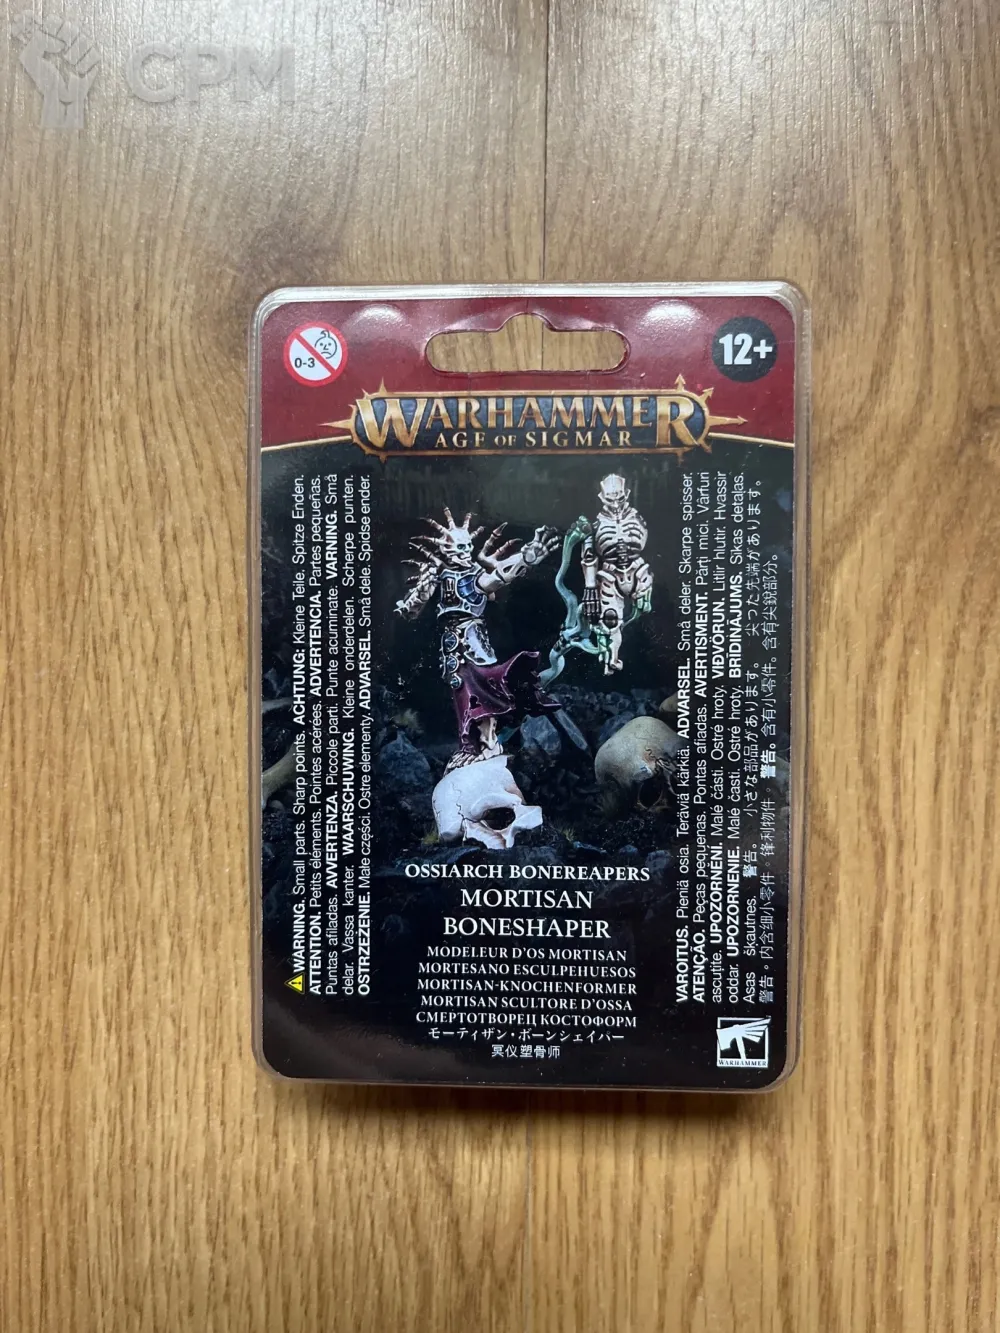 CPM
0-3
12+
WARHAMMER
AGE OF SIGMAR
⚠WARNING. Small parts. Sharp points. ACHTUNG: Kleine Teile. Spitze Enden.
ATTENTION. Petits éléments. Pointes acérées. ADVERTENCIA. Partes pequeñas.
Puntas afiladas. AVVERTENZA. Piccole parti. Punte acuminate. VARNING. Små
delar. Vassa kanter. WAARSCHUWING. Kleine onderdelen. Scherpe punten.
OSTRZEZENIE. Małe części. Ostre elementy. ADVARSEL. Små dele. Spidse ender.
VAROITUS. Pieniä osia. Teräviä kärkiä. ADVARSEL. Små deler. Skarpe spisser.
ATENÇÃO. Peças pequenas. Pontas afiadas. AVERTISMENT. Părți mici. Vârfuri
ascuțite. UPOZORNĚNÍ. Malé části. Ostré hroty. VIÐVÖRUN. Litlir hlutir. Hvassir
oddar. UPOZORNENIE. Malé časti. Ostré hroty. BRĪDINĀJUMS. Sīkas detaļas.
Asas šķautnes. 警告。小さな部品があります。 尖った先端があります。
警告。内含细小零件。锋利物件。警告。含有小零件。含有尖銳部分。
OSSIARCH BONEREAPERS
MORTISAN
BONESHAPER
MODELEUR D'OS MORTISAN
MORTESANO ESCULPEHUESOS
MORTISAN-KNOCHENFORMER
MORTISAN SCULTORE D'OSSA
СМЕРТОТВОРЕЦ КОСТОФОРМ
モーティザン・ボーンシェイパー
冥仪塑骨师
WARHAMMER